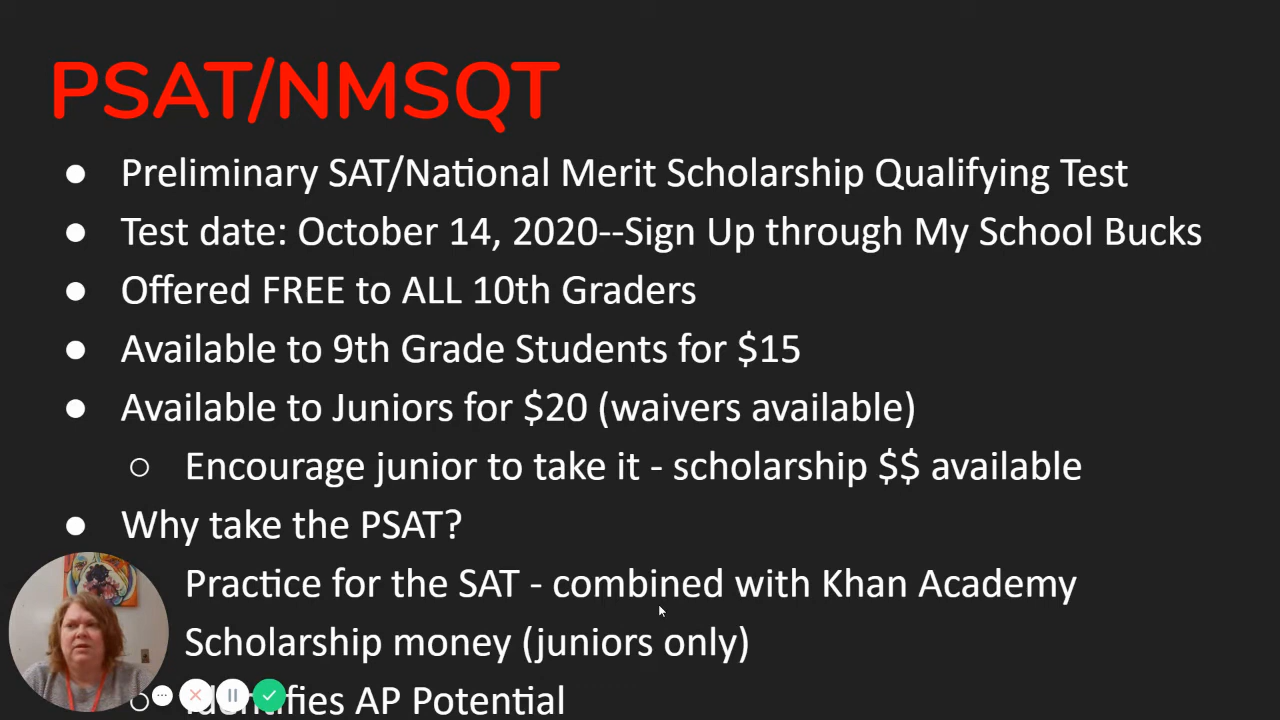 PSAT/NMSQT
● Preliminary SAT/National Merit Scholarship Qualifying Test
● Test date: October 14, 2020--Sign Up through My School Bucks
● Offered FREE to ALL 10th Graders
● Available to 9th Grade Students for $15
● Available to Juniors for $20 (waivers available)
○ Encourage junior to take it - scholarship $$ available
● Why take the PSAT?
Practice for the SAT - combined with Khan Academy
Scholarship money (juniors only)
○ Identifies AP Potential